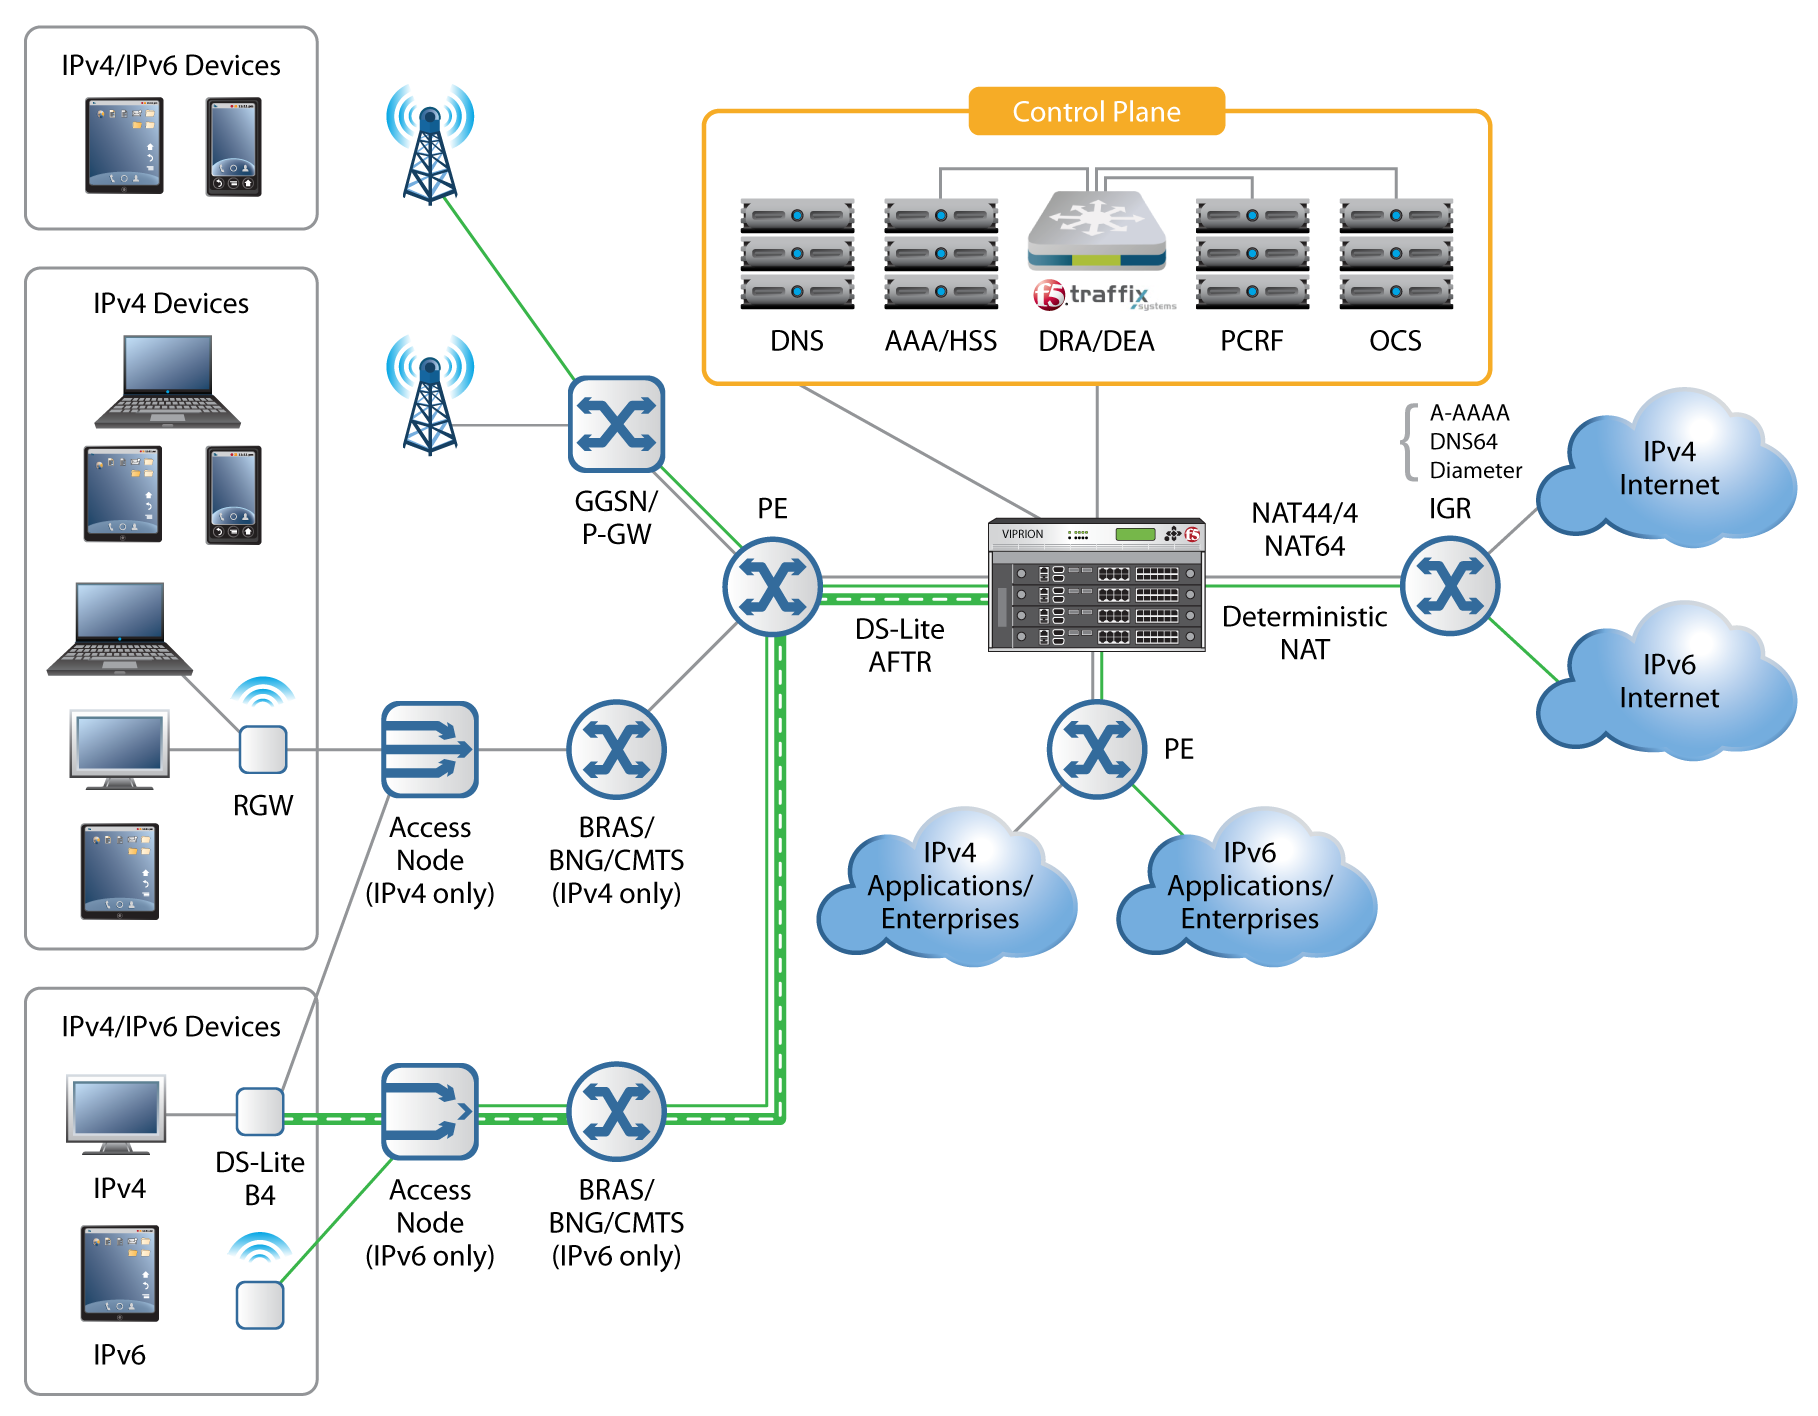 IPv4/IPv6 Devices
IPv4 Devices
RGW
IPv4/IPv6 Devices
IPv4
DS-Lite
B4
IPv6
Access
Node
(IPv4 only)
BRAS/
BNG/CMTS
(IPv4 only)
Access
Node
(IPv6 only)
BRAS/
BNG/CMTS
(IPv6 only)
GGSN/
P-GW
PE
Control Plane
f5 traffix
systems
DNS
AAA/HSS
DRA/DEA
PCRF
OCS
VIPRION
f5
DS-Lite
AFTR
NAT44/4
NAT64
Deterministic
NAT
A-AAAA
DNS64
Diameter
IGR
IPv4
Internet
IPv6
Internet
PE
IPv4
Applications/
Enterprises
IPv6
Applications/
Enterprises